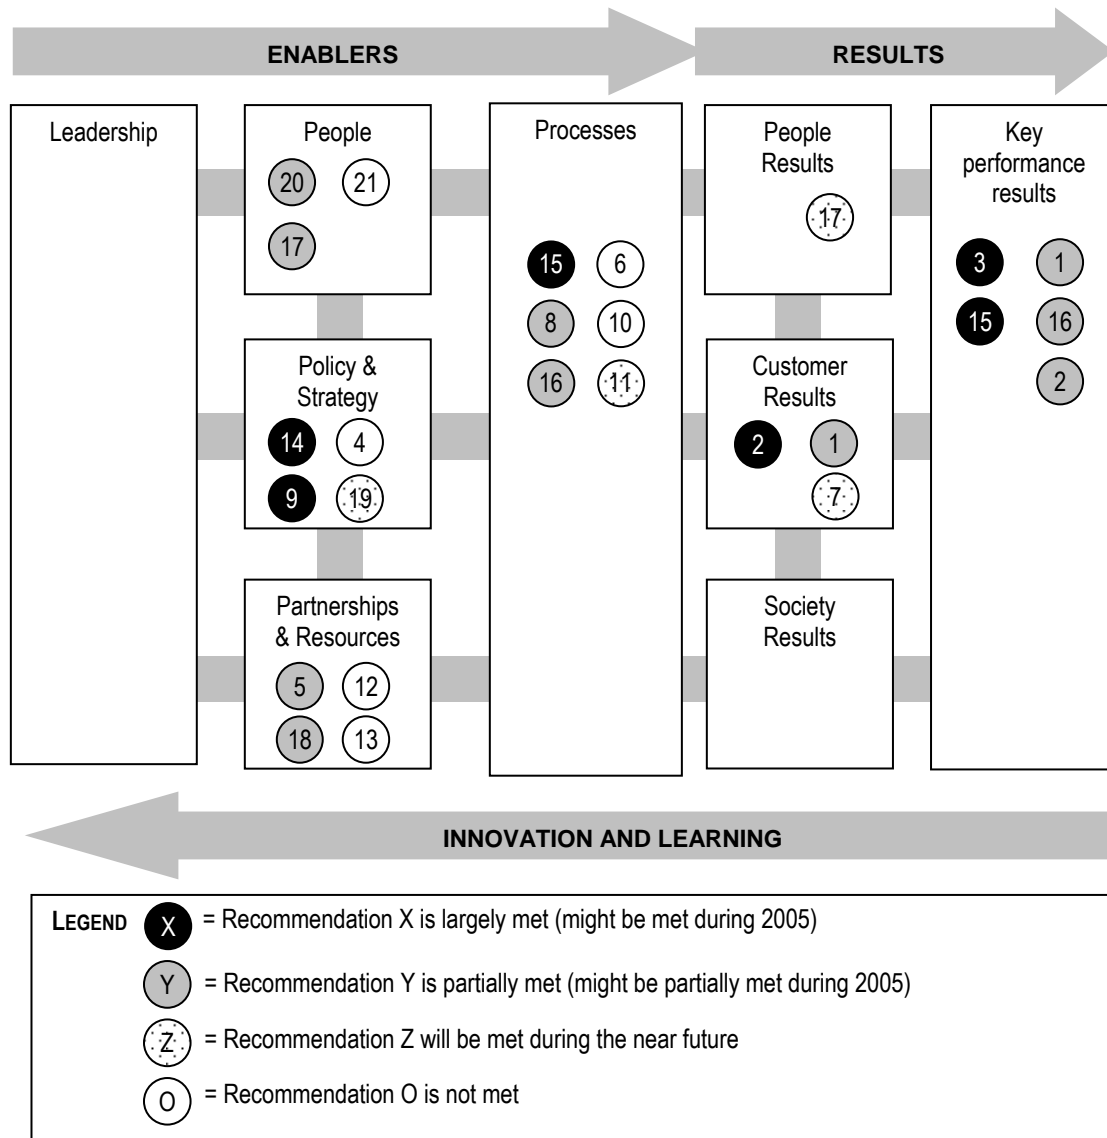 ENABLERS
RESULTS
Leadership
People
20 21
17
Processes
15 6
8 10
16 11
People
Results
17
Key
performance
results
3 1
15 16
2
Policy &
Strategy
14 4
9 19
Customer
Results
2 1
7
Partnerships
& Resources
5 12
18 13
Society
Results
INNOVATION AND LEARNING
LEGEND X = Recommendation X is largely met (might be met during 2005)
Y = Recommendation Y is partially met (might be partially met during 2005)
Z = Recommendation Z will be met during the near future
O = Recommendation O is not met